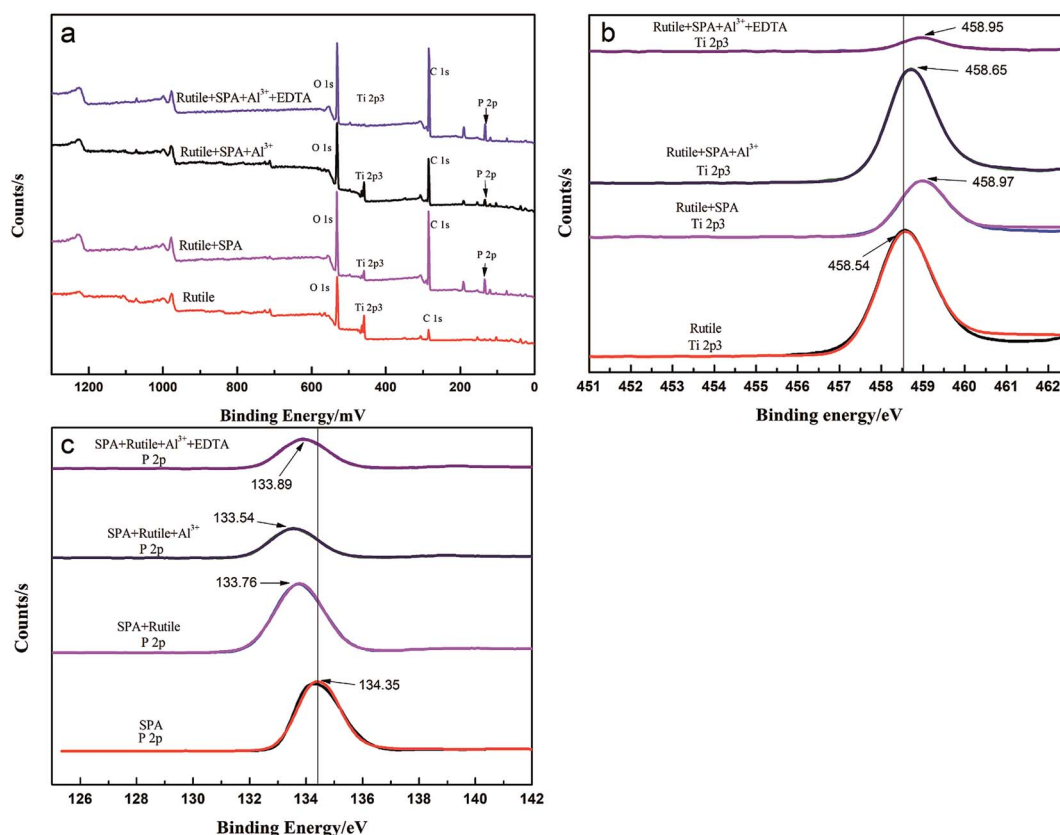 a
Counts/s
Rutile+SPA+Al³⁺+EDTA
O 1s
Ti 2p3
C 1s
P 2p
Rutile+SPA+Al³⁺
O 1s
Ti 2p3
C 1s
P 2p
Rutile+SPA
O 1s
Ti 2p3
C 1s
P 2p
Rutile
O 1s
Ti 2p3
C 1s
1200 1000 800 600 400 200 0
Binding Energy/mV
b
Counts/s
Rutile+SPA+Al³⁺+EDTA
Ti 2p3
458.95
458.65
Rutile+SPA+Al³⁺
Ti 2p3
458.97
Rutile+SPA
Ti 2p3
458.54
Rutile
Ti 2p3
451 452 453 454 455 456 457 458 459 460 461 462
Binding energy/eV
c
Counts/s
SPA+Rutile+Al³⁺+EDTA
P 2p
133.89
133.54
SPA+Rutile+Al³⁺
P 2p
133.76
SPA+Rutile
P 2p
134.35
SPA
P 2p
126 128 130 132 134 136 138 140 142
Binding Energy/eV